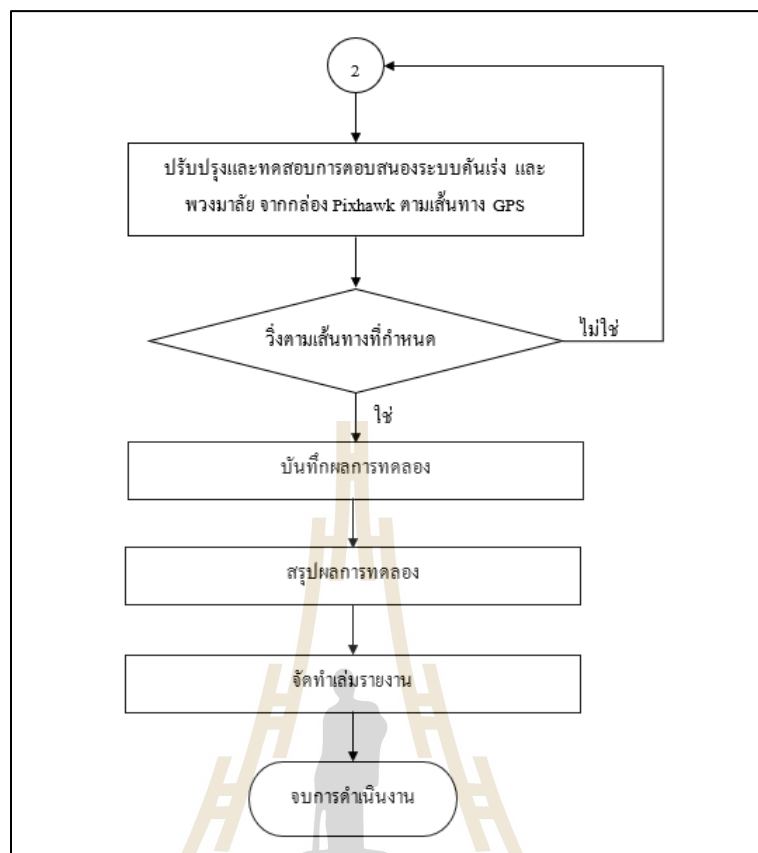 2
ปรับปรุงและทดสอบการตอบสนองระบบคันเร่ง และ
พวงมาลัย จากกล่อง Pixhawk ตามเส้นทาง GPS
วิ่งตามเส้นทางที่กำหนด
ไม่ใช่
ใช่
บันทึกผลการทดลอง
สรุปผลการทดลอง
จัดทำเล่มรายงาน
จบการดำเนินงาน